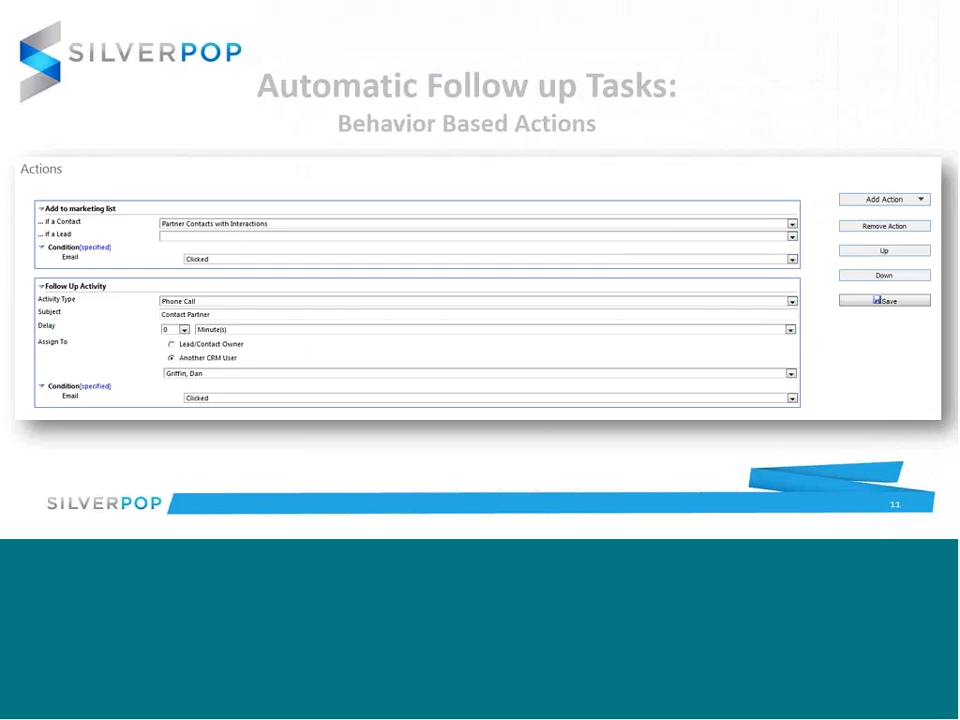 SILVERPOP
Automatic Follow up Tasks:
Behavior Based Actions
Actions
Add to marketing list
... if a Contact Partner Contacts with Interactions
... if a Lead
Condition(specified)
Email Clicked
Follow Up Activity
Activity Type Phone Call
Subject Contact Partner
Delay 0 Minute(s)
Assign To Lead/Contact Owner
Another CRM User
Griffin, Dan
Condition(specified)
Email Clicked
Add Action
Remove Action
Up
Down
Save
SILVERPOP 11